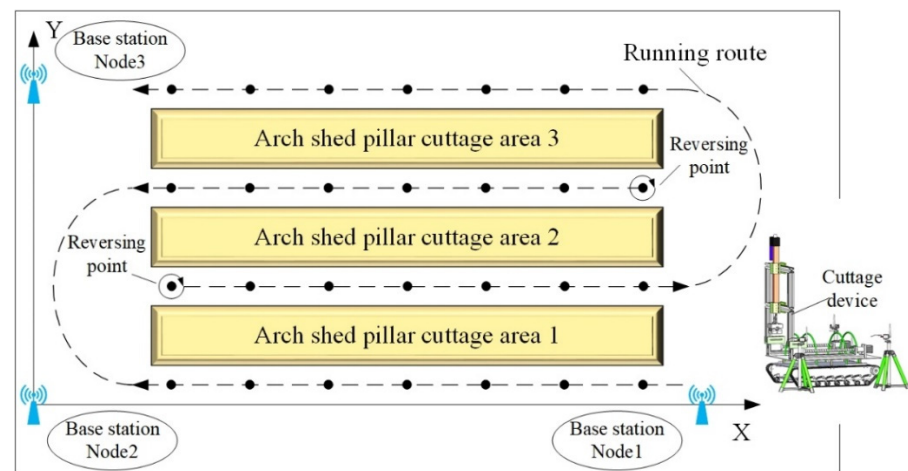 Y
Base station
Node3
Running route
Arch shed pillar cuttage area 3
Reversing
point
Arch shed pillar cuttage area 2
Reversing
point
Cuttage
device
Arch shed pillar cuttage area 1
Base station
Node2
Base station
Node1
X